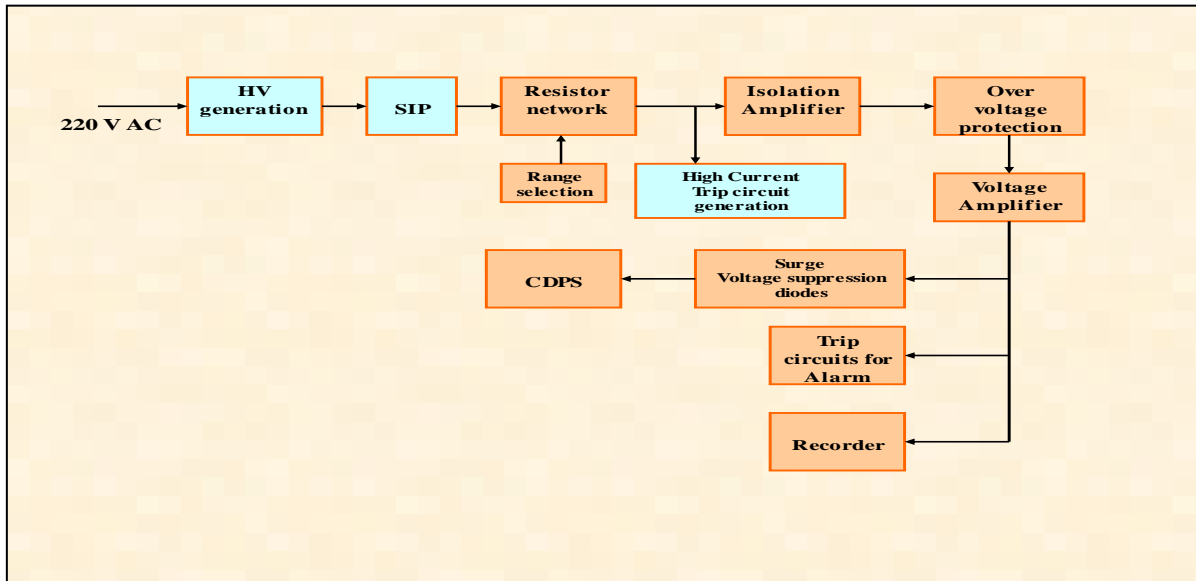 220 V AC
HV
generation
SIP
Resistor
network
Isolation
Amplifier
Over
voltage
protection
Range
selection
High Current
Trip circuit
generation
Voltage
Amplifier
CDPS
Surge
Voltage suppression
diodes
Trip
circuits for
Alarm
Recorder